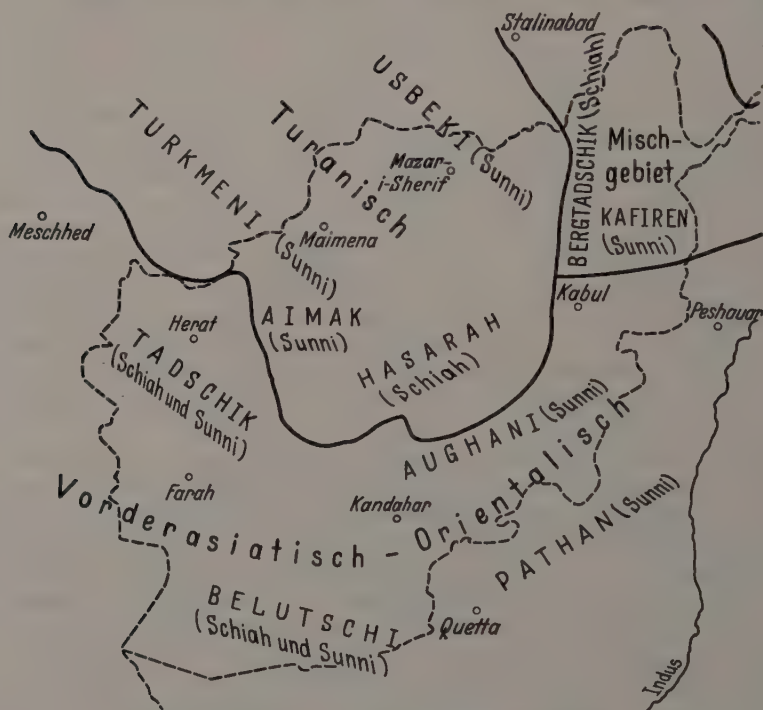 Stalinabad
USBEKI (Sunni)
TURKMENI (Sunni)
Turanisch
BERGTADSCHIK (Schiah)
Misch-
gebiet
Mazar-
i-Sherif
KAFIREN
(Sunni)
Meschhed
Maimena
Kabul
Peshauar
Herat
AIMAK
(Sunni)
HASARAH
(Schiah)
TADSCHIK
(Schiah und Sunni)
AUGHANI (Sunni)
Farah
Kandahar
Vorderasiatisch - Orientalisch
PATHAN (Sunni)
BELUTSCHI
(Schiah und Sunni)
Quetta
Indus